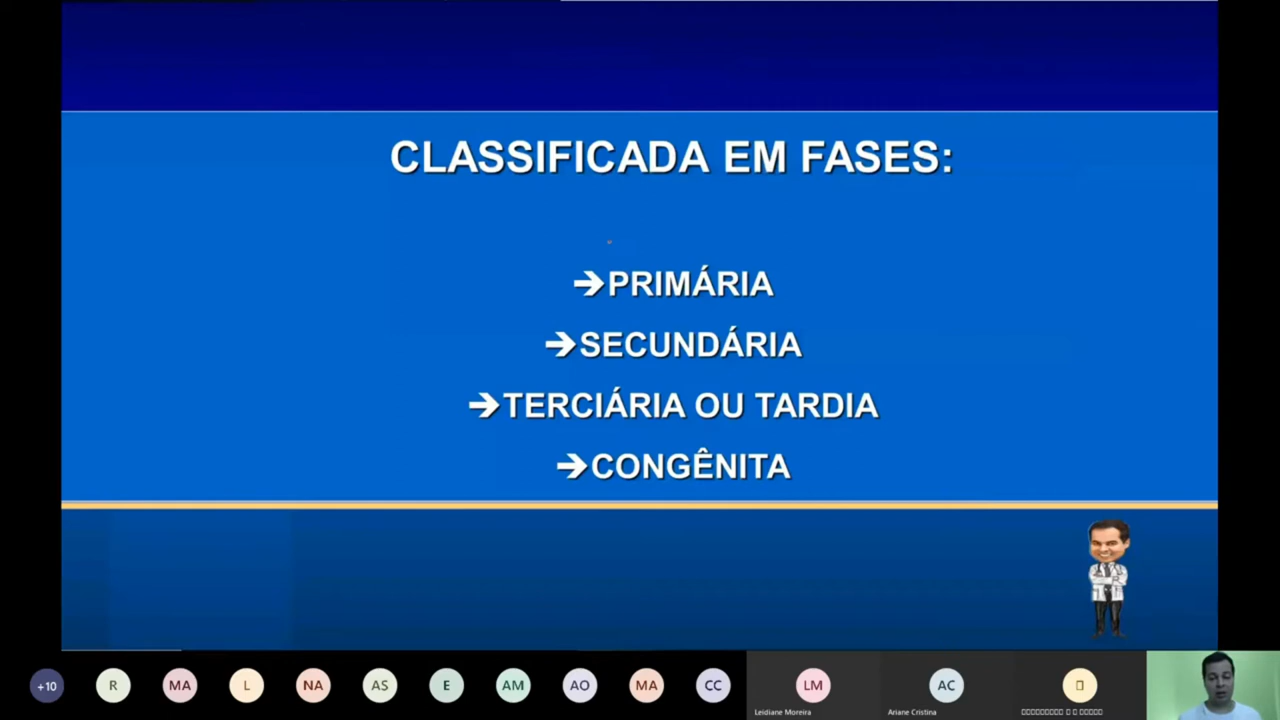 CLASSIFICADA EM FASES:
➔PRIMÁRIA
➔SECUNDÁRIA
➔TERCIÁRIA OU TARDIA
➔CONGÊNITA
+10 R MA L NA AS E AM AO MA CC LM AC
Leidiane Moreira Ariane Cristina